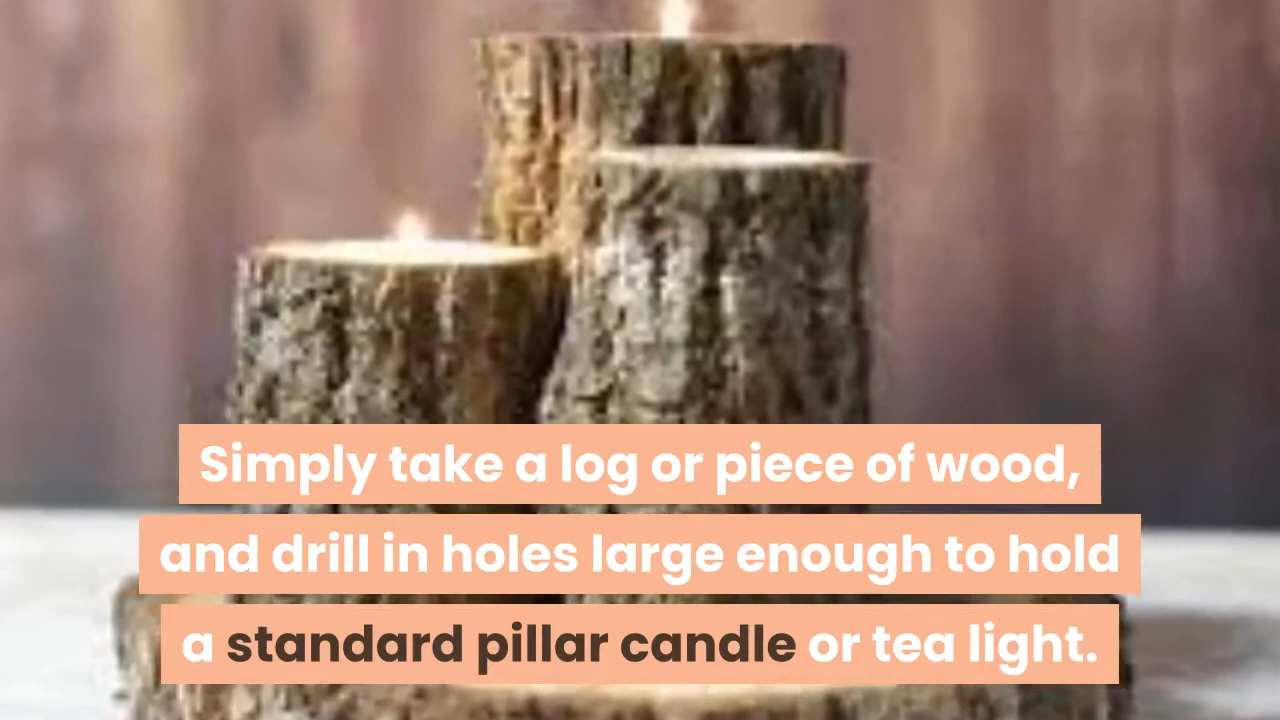 Simply take a log or piece of wood,
and drill in holes large enough to hold
a standard pillar candle or tea light.